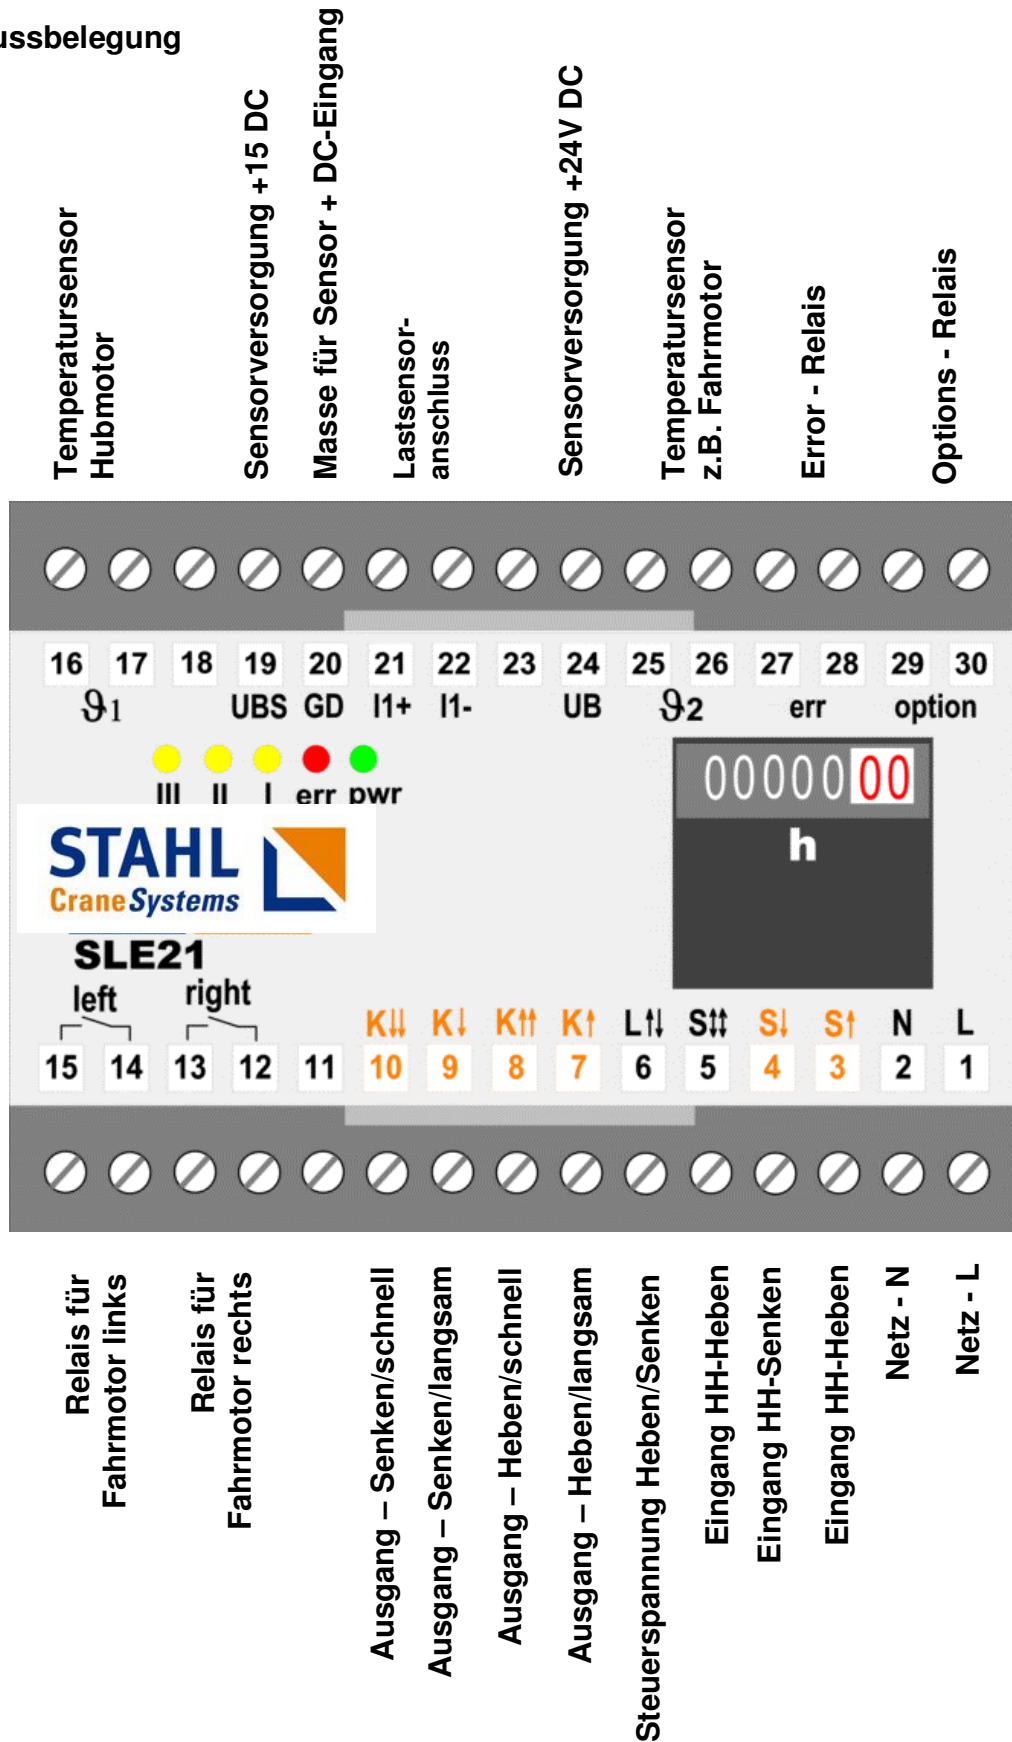 ussbelegung
Temperatursensor
Hubmotor
Sensorversorgung +15 DC
Masse für Sensor + DC-Eingang
Lastsensor-
anschluss
Sensorversorgung +24V DC
Temperatursensor
z.B. Fahrmotor
Error - Relais
Options - Relais
16 17 18 19 20 21 22 23 24 25 26 27 28 29 30
ϑ1 UBS GD I1+ I1- UB ϑ2 err option
III II I err pwr
00000 00
h
STAHL
CraneSystems
SLE21
left right
K↓↓ K↓ K↑↑ K↑ L↑↓ S↑↓ S↓ S↑ N L
15 14 13 12 11 10 9 8 7 6 5 4 3 2 1
Relais für
Fahrmotor links
Relais für
Fahrmotor rechts
Ausgang – Senken/schnell
Ausgang – Senken/langsam
Ausgang – Heben/schnell
Ausgang – Heben/langsam
Steuerspannung Heben/Senken
Eingang HH-Heben
Eingang HH-Senken
Eingang HH-Heben
Netz - N
Netz - L